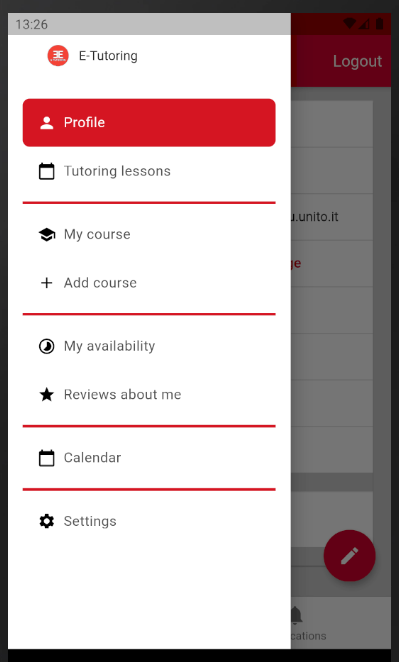 13:26
E-Tutoring
Logout
Profile
Tutoring lessons
u.unito.it
My course
Add course
My availability
Reviews about me
Calendar
Settings
cations